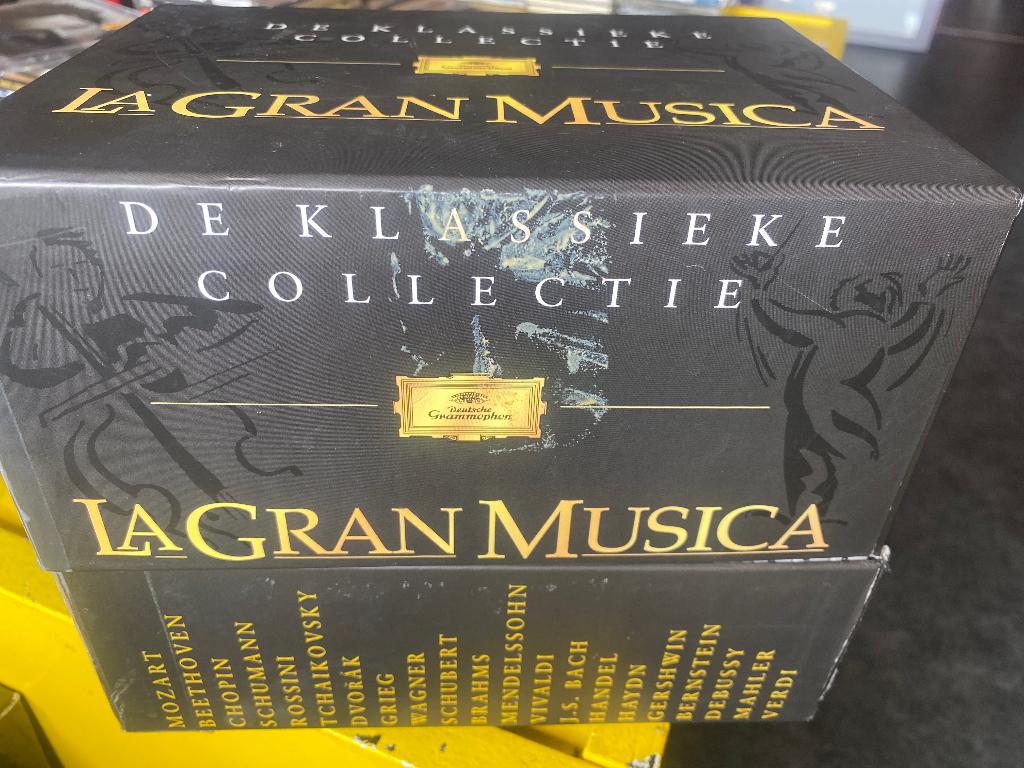 DE KLASSIEKE
COLLECTIE
LA GRAN MUSICA
DE KLASSIEKE
COLLECTIE
Deutsche
Grammophon
LA GRAN MUSICA
MOZART
BEETHOVEN
CHOPIN
SCHUMANN
ROSSINI
TCHAIKOVSKY
DVOŘÁK
GRIEG
WAGNER
SCHUBERT
BRAHMS
MENDELSSOHN
VIVALDI
J.S. BACH
HANDEL
HAYDN
GERSHWIN
BERNSTEIN
DEBUSSY
MAHLER
VERDI